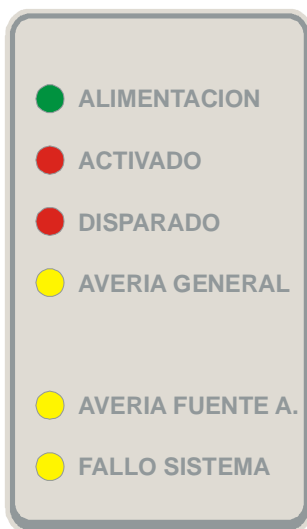 ALIMENTACION
ACTIVADO
DISPARADO
AVERIA GENERAL
AVERIA FUENTE A.
FALLO SISTEMA